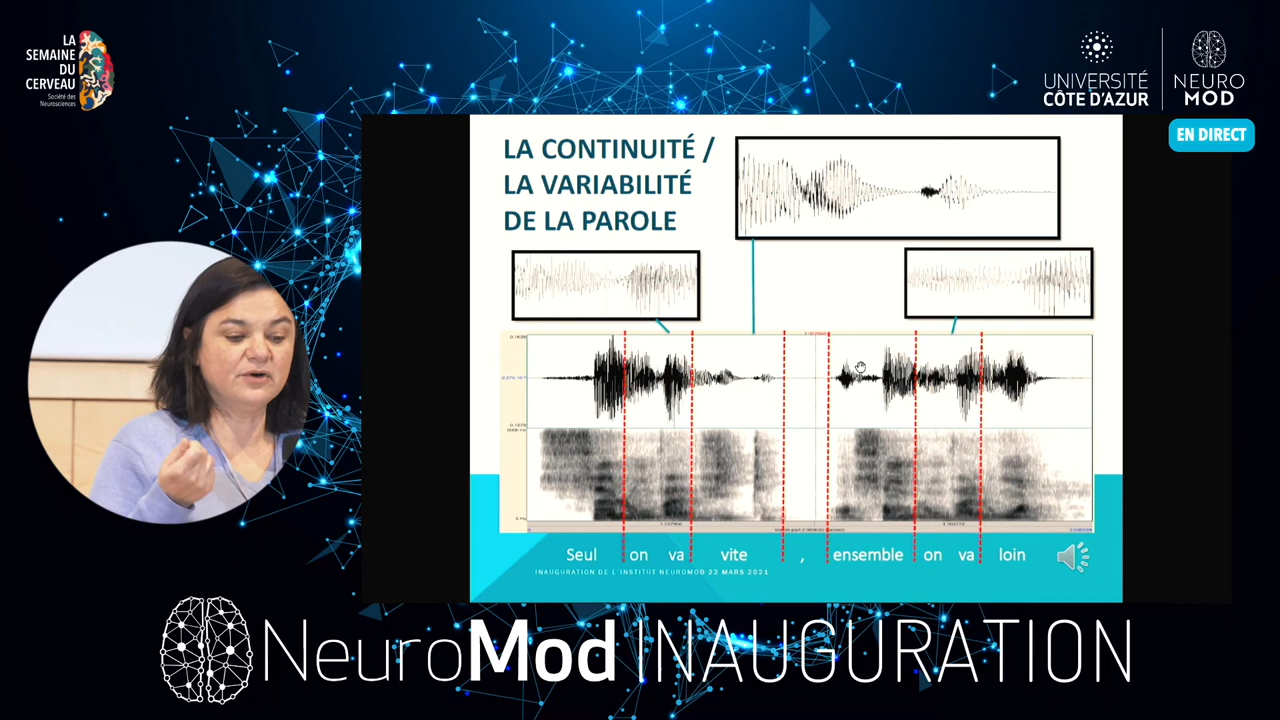 LA
SEMAINE
DU
CERVEAU
Société des
Neurosciences
UNIVERSITÉ
CÔTE D'AZUR
NEURO
MOD
EN DIRECT
LA CONTINUITÉ /
LA VARIABILITÉ
DE LA PAROLE
Seul on va vite , ensemble on va loin
INAUGURATION DE L'INSTITUT NEUROMOD 22 MARS 2021
NeuroMod INAUGURATION